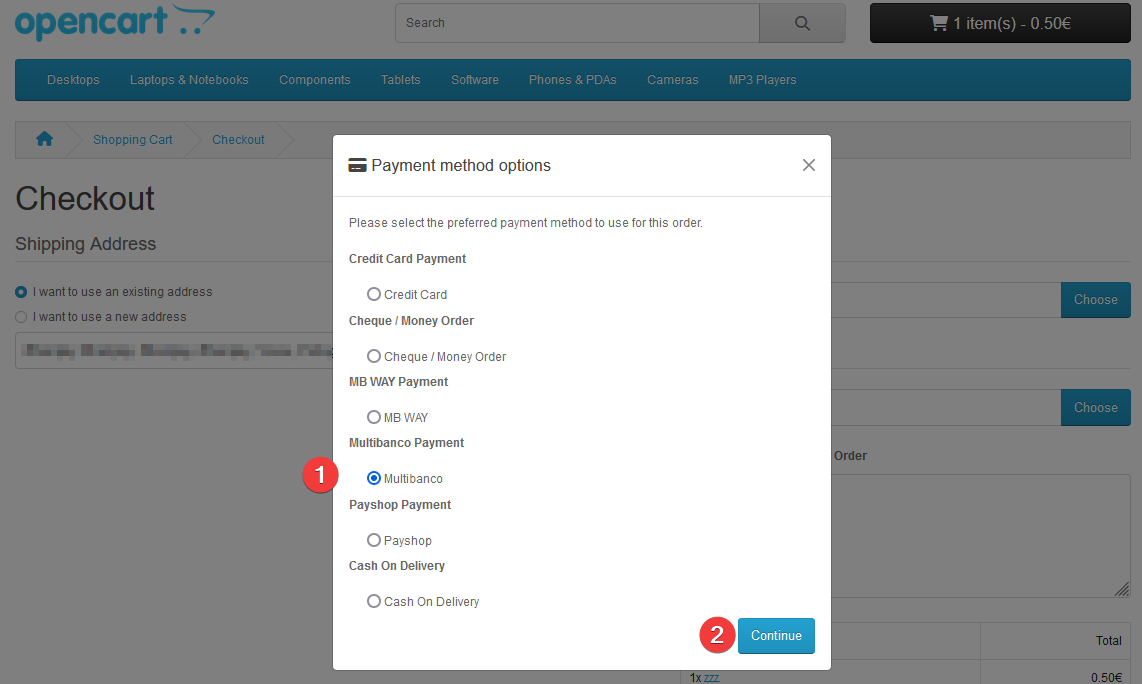 opencart
Search
1 item(s) - 0.50€
Desktops Laptops & Notebooks Components Tablets Software Phones & PDAs Cameras MP3 Players
Shopping Cart Checkout
Checkout
Shipping Address
I want to use an existing address
I want to use a new address
Payment method options
Please select the preferred payment method to use for this order.
Credit Card Payment
Credit Card
Cheque / Money Order
Cheque / Money Order
MB WAY Payment
MB WAY
Multibanco Payment
1 Multibanco
Payshop Payment
Payshop
Cash On Delivery
Cash On Delivery
2 Continue
Choose
Choose
Order
Total
1x zzz
0.50€